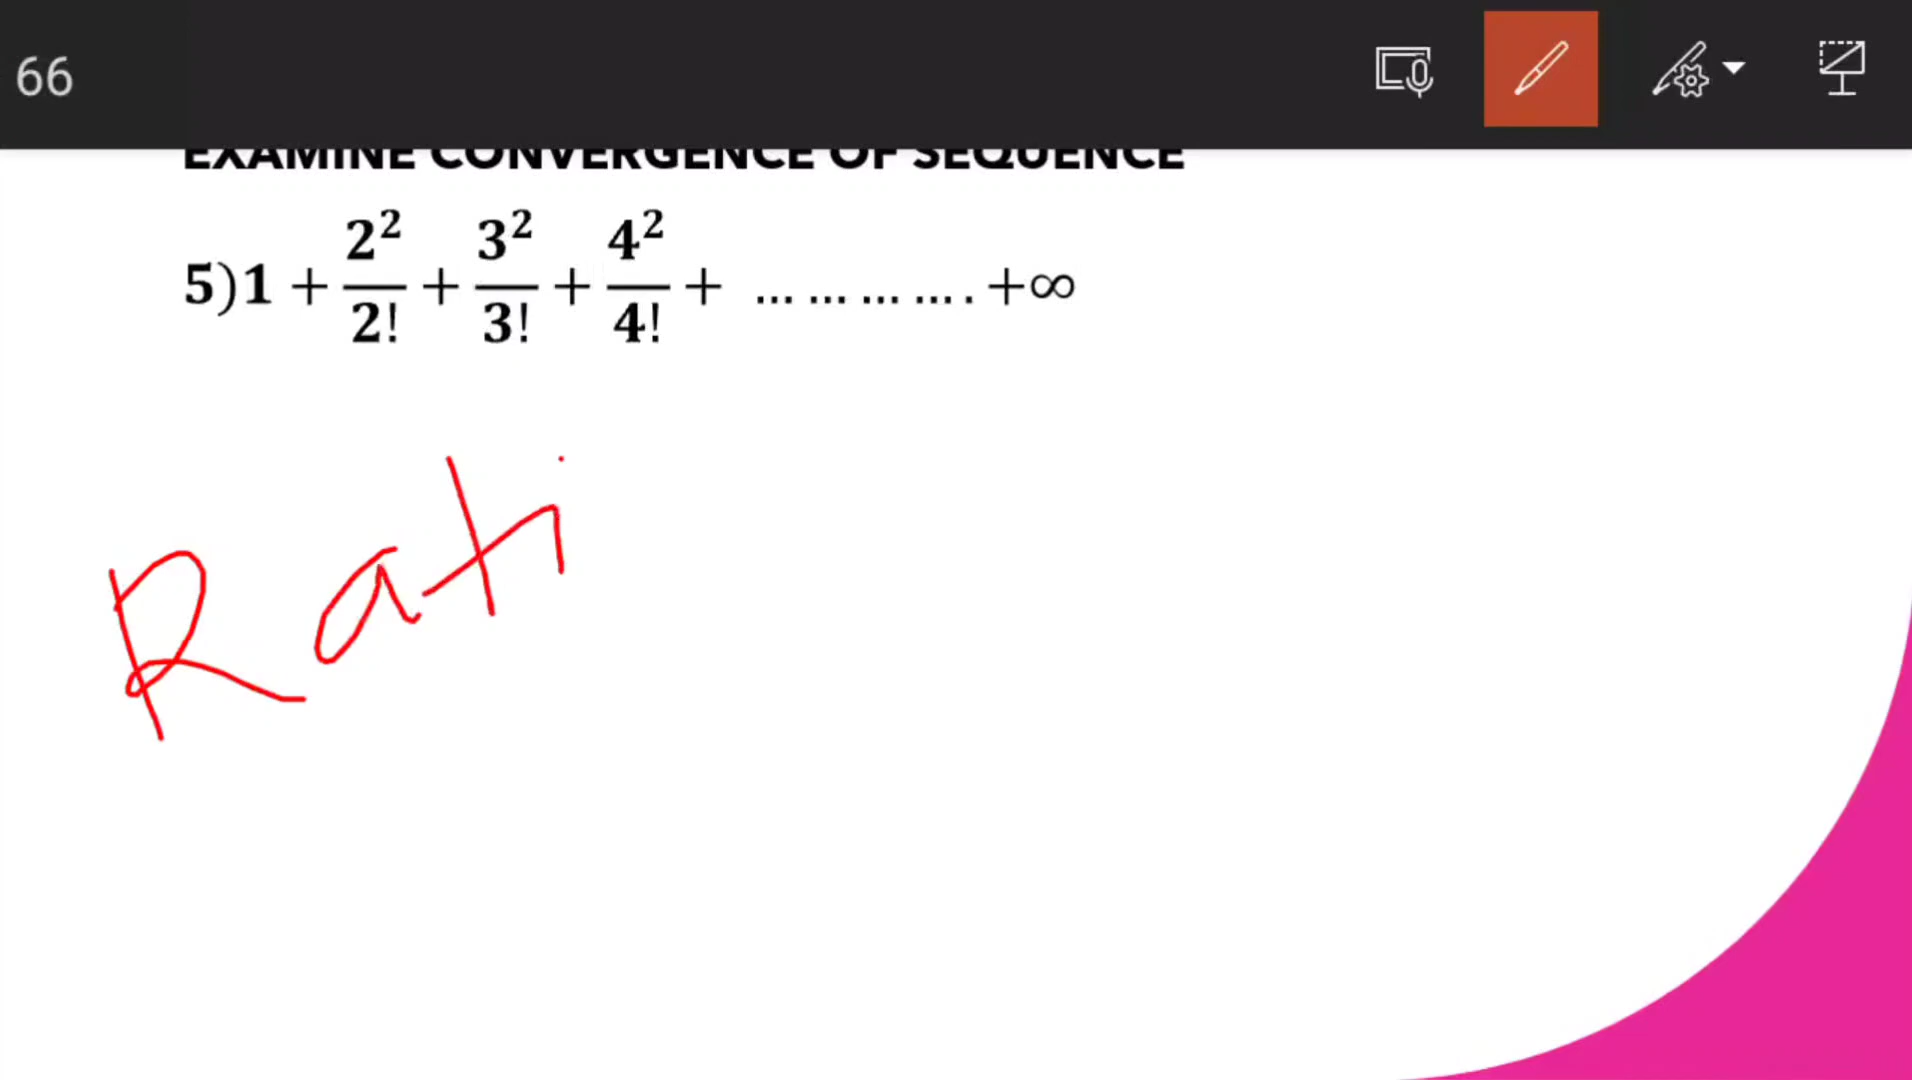 66
EXAMINE CONVERGENCE OF SEQUENCE
5)1 + 2²/2! + 3²/3! + 4²/4! + ... ... ... .... +∞
Rati